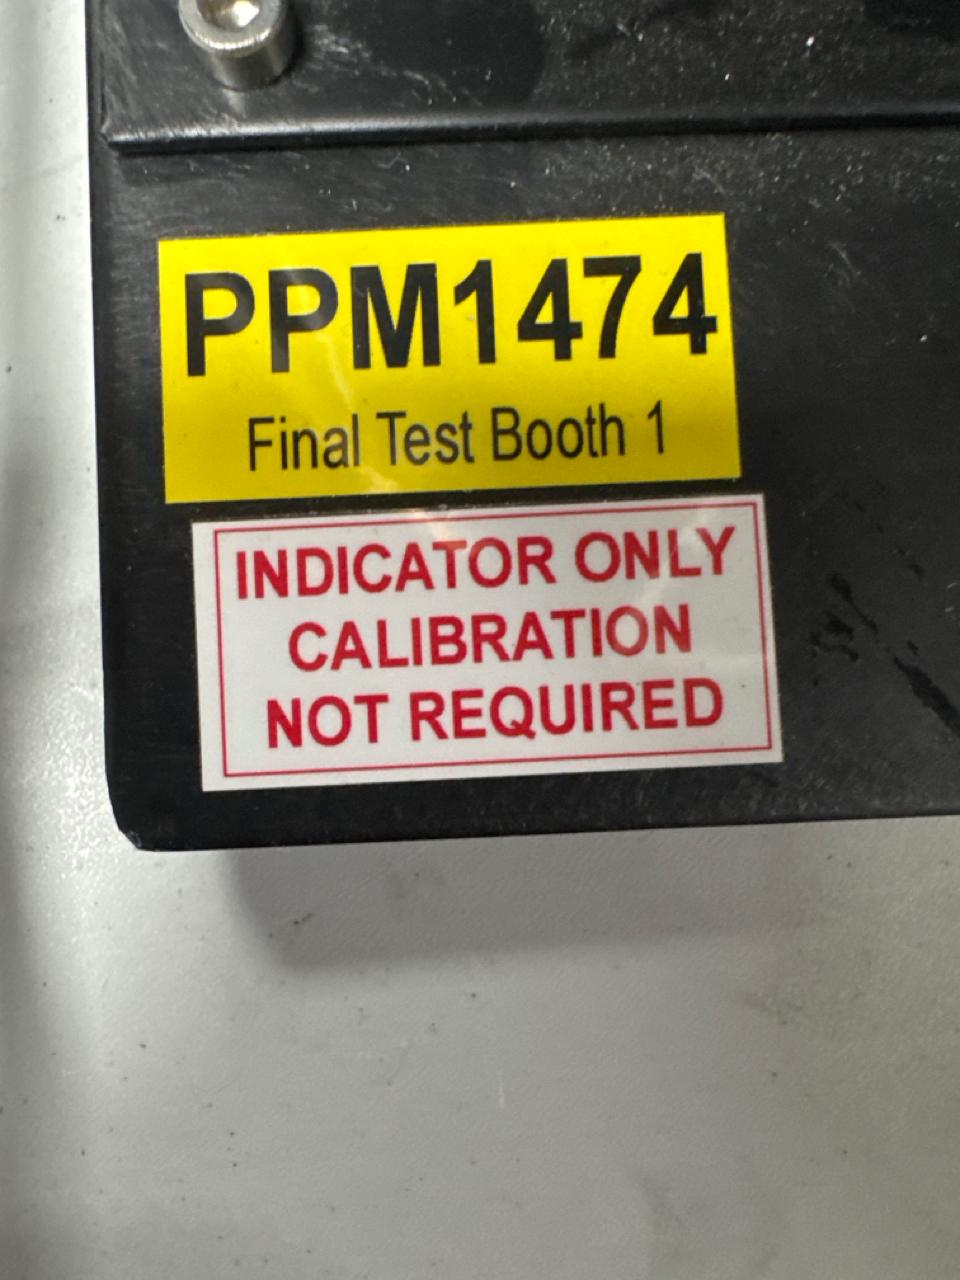 PPM1474
Final Test Booth 1
INDICATOR ONLY
CALIBRATION
NOT REQUIRED